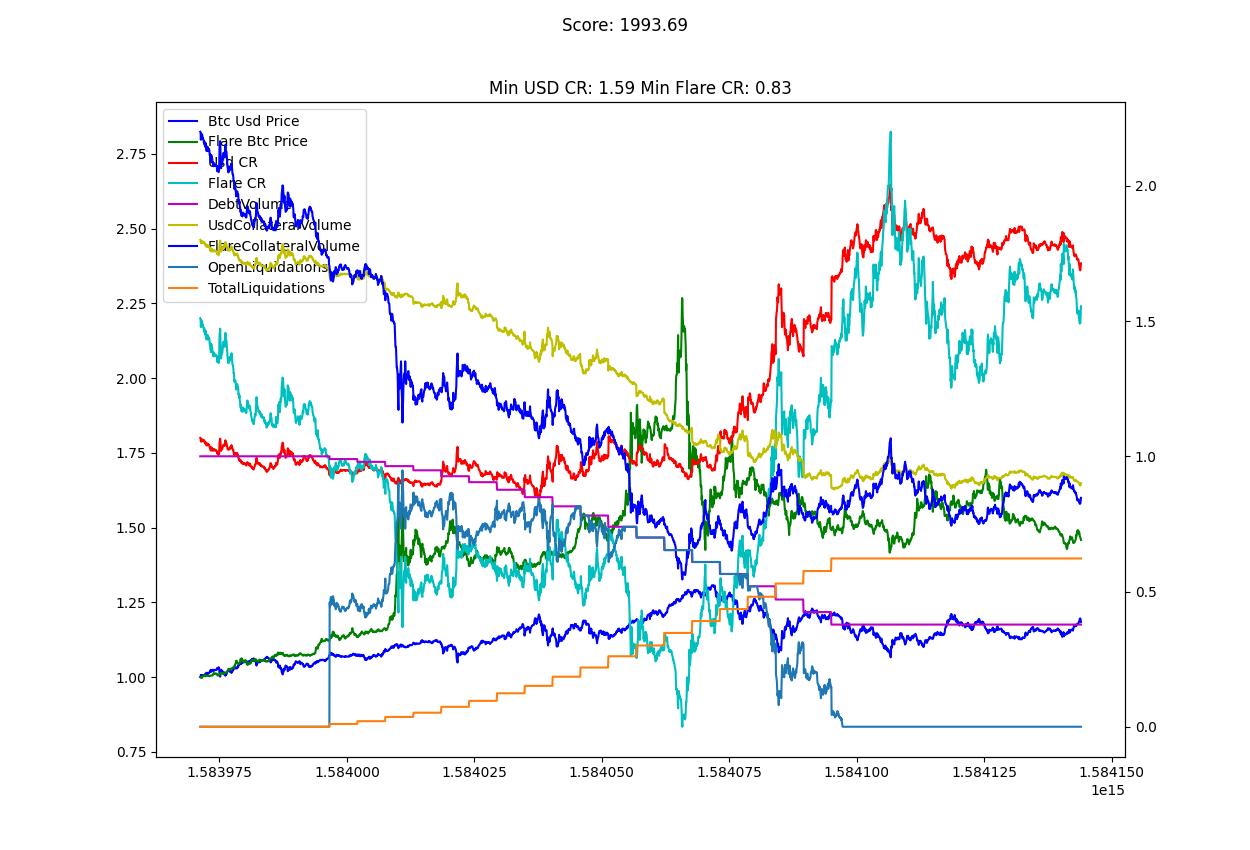 Score: 1993.69
Min USD CR: 1.59 Min Flare CR: 0.83
Btc Usd Price
Flare Btc Price
Usd CR
Flare CR
DebtVolume
UsdCollateralVolume
FlareCollateralVolume
OpenLiquidations
TotalLiquidations
2.75
2.50
2.25
2.00
1.75
1.50
1.25
1.00
0.75
2.0
1.5
1.0
0.5
0.0
1.583975
1.584000
1.584025
1.584050
1.584075
1.584100
1.584125
1.584150
1e15